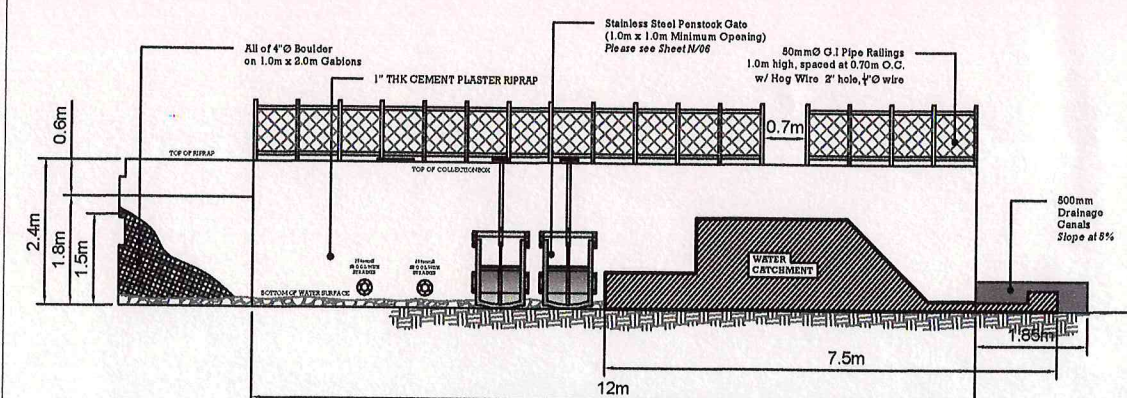 All of 4"Ø Boulder
on 1.0m x 2.0m Gabions
1" THK CEMENT PLASTER RIPRAP
Stainless Steel Penstock Gate
(1.0m x 1.0m Minimum Opening)
Please see Sheet N/06
50mmØ G.I Pipe Railings
1.0m high, spaced at 0.70m O.C.
w/ Hog Wire 2" hole, Ø wire
0.7m
0.6m
TOP OF RIPRAP
TOP OF COLLECTIONBOX
2.4m
1.8m
1.5m
500mm
Drainage
Canals
Slope at 5%
WATER
CATCHMENT
BOTTOM OF WATER SURFACE
1.85m
7.5m
12m